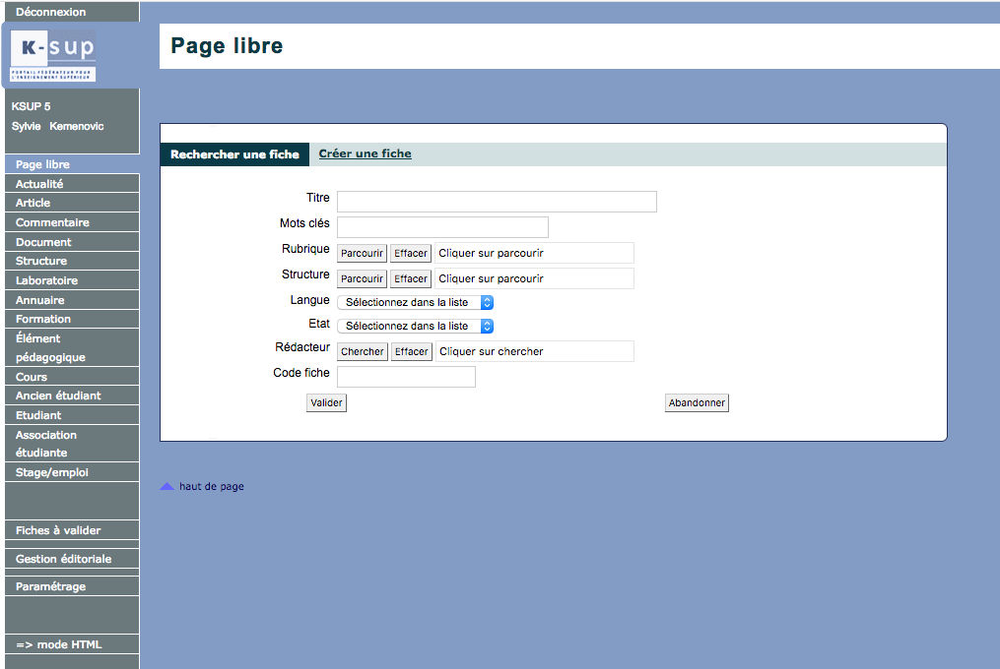 Déconnexion
K-sup
PORTAIL FÉDÉRATEUR POUR
L'ENSEIGNEMENT SUPÉRIEUR
KSUP 5
Sylvie Kemenovic
Page libre
Actualité
Article
Commentaire
Document
Structure
Laboratoire
Annuaire
Formation
Élément
pédagogique
Cours
Ancien étudiant
Etudiant
Association
étudiante
Stage/emploi
Fiches à valider
Gestion éditoriale
Paramétrage
=> mode HTML
Page libre
Rechercher une fiche Créer une fiche
Titre
Mots clés
Rubrique Parcourir Effacer Cliquer sur parcourir
Structure Parcourir Effacer Cliquer sur parcourir
Langue Sélectionnez dans la liste
Etat Sélectionnez dans la liste
Rédacteur Chercher Effacer Cliquer sur chercher
Code fiche
Valider Abandonner
haut de page